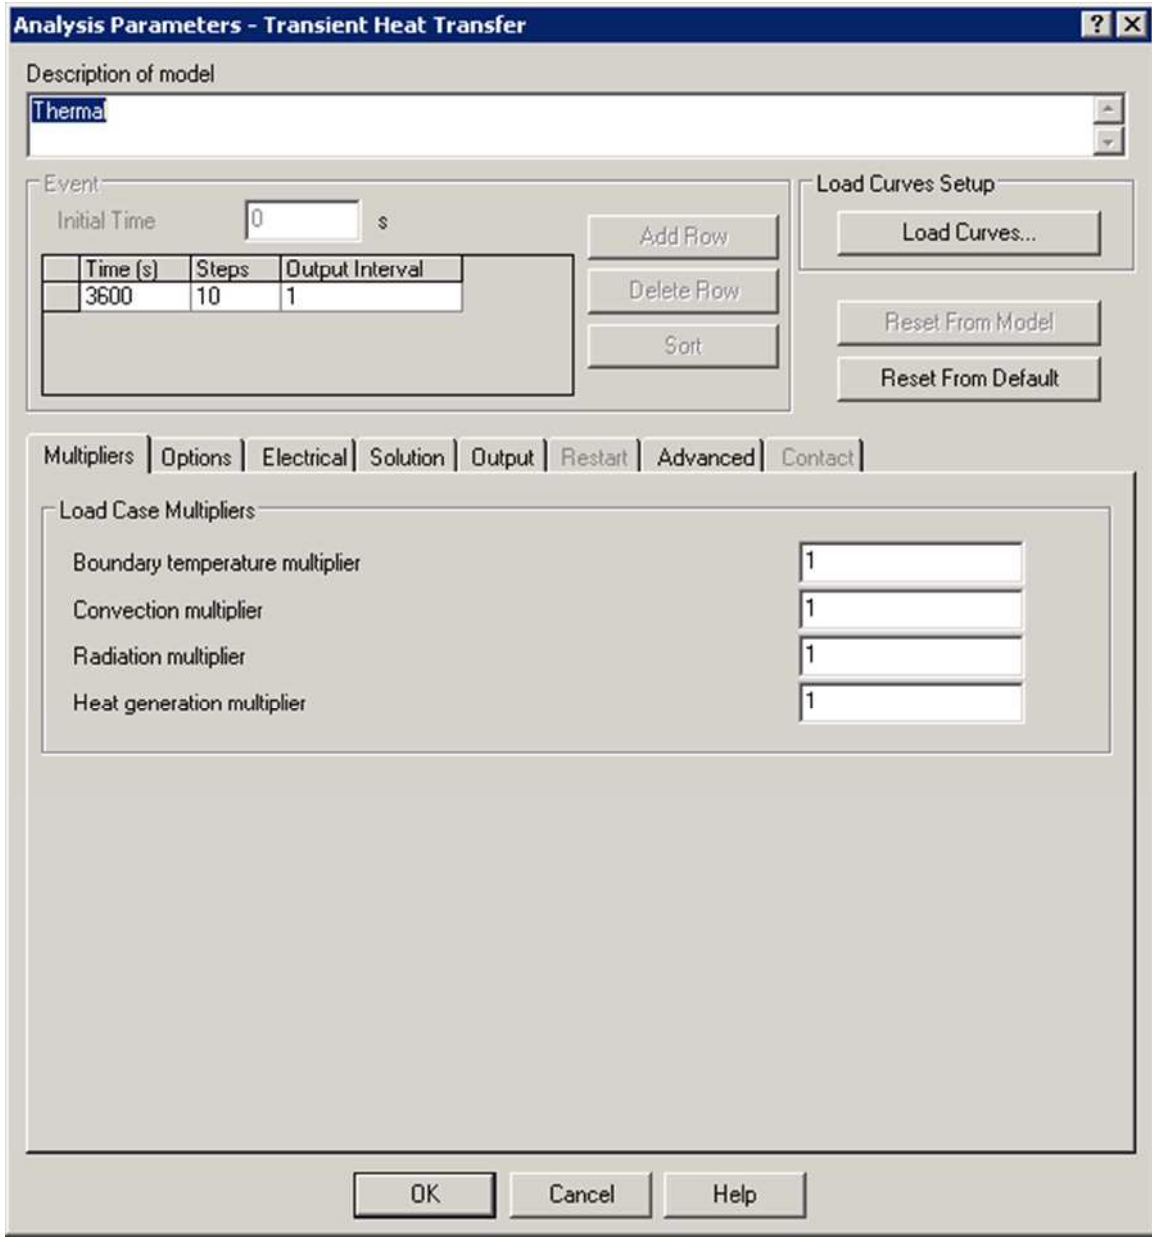 Analysis Parameters - Transient Heat Transfer
Description of model
Thermal
Event
Initial Time 0 s
Time (s) Steps Output Interval
3600 10 1
Add Row
Delete Row
Sort
Load Curves Setup
Load Curves...
Reset From Model
Reset From Default
Multipliers Options Electrical Solution Output Restart Advanced Contact
Load Case Multipliers
Boundary temperature multiplier 1
Convection multiplier 1
Radiation multiplier 1
Heat generation multiplier 1
OK Cancel Help